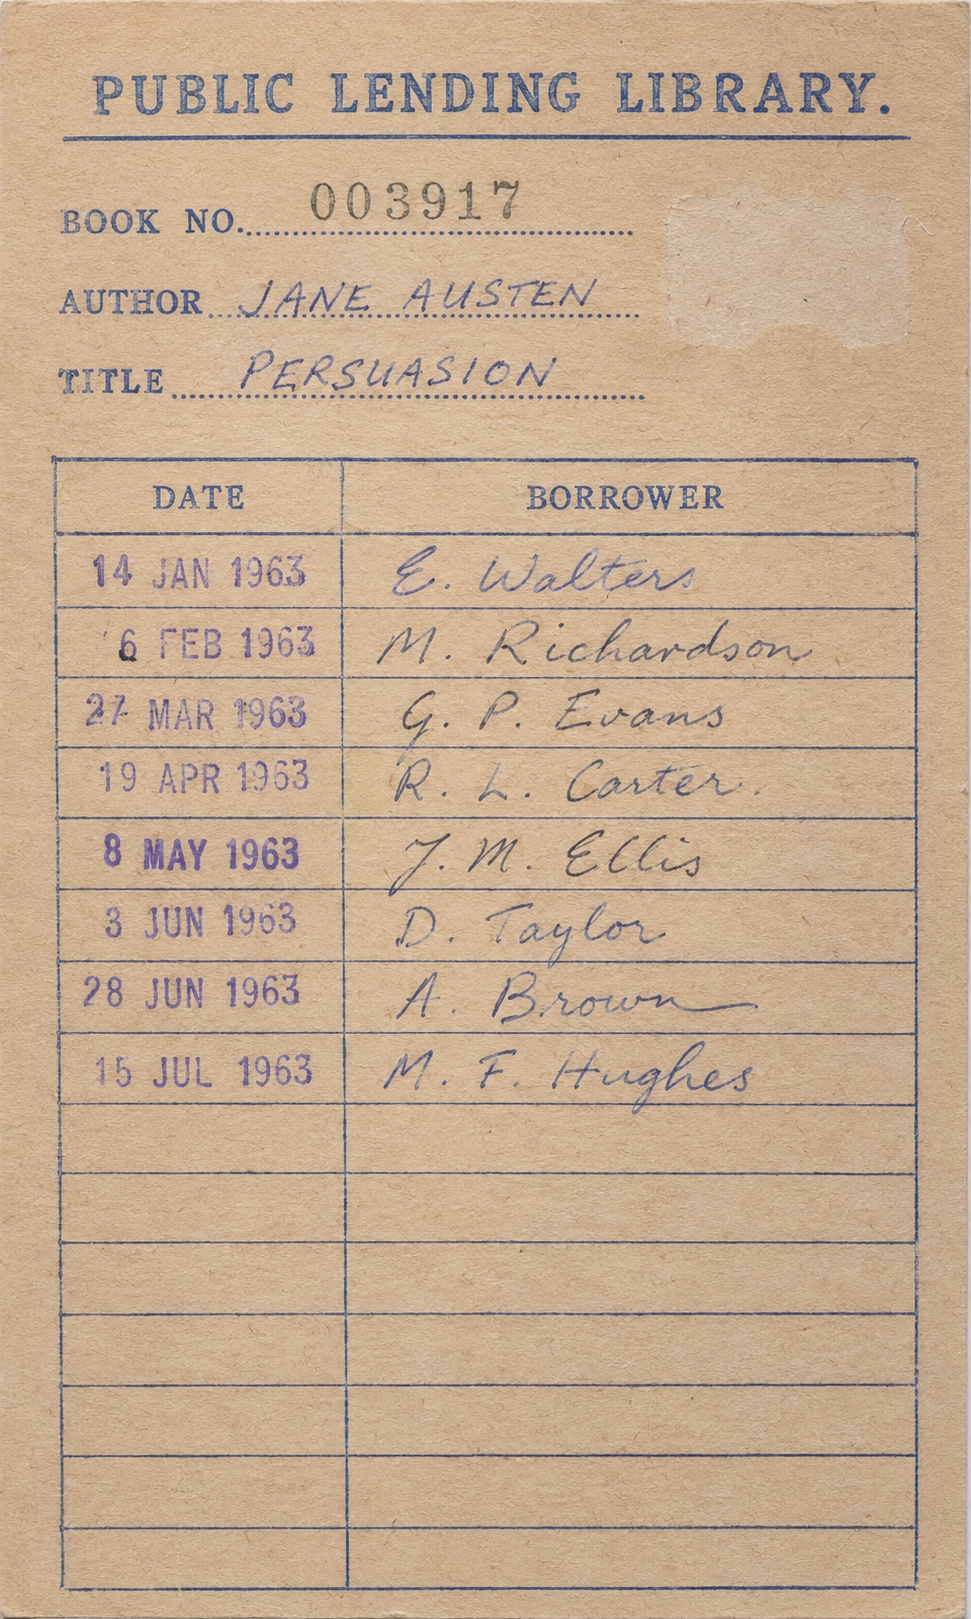 PUBLIC LENDING LIBRARY.
BOOK NO. 003917
AUTHOR JANE AUSTEN
TITLE PERSUASION
DATE BORROWER
14 JAN 1963 E. Walters
6 FEB 1963 M. Richardson
27 MAR 1963 G. P. Evans
19 APR 1963 R. L. Carter.
8 MAY 1963 J. M. Ellis
3 JUN 1963 D. Taylor
28 JUN 1963 A. Brown
15 JUL 1963 M. F. Hughes